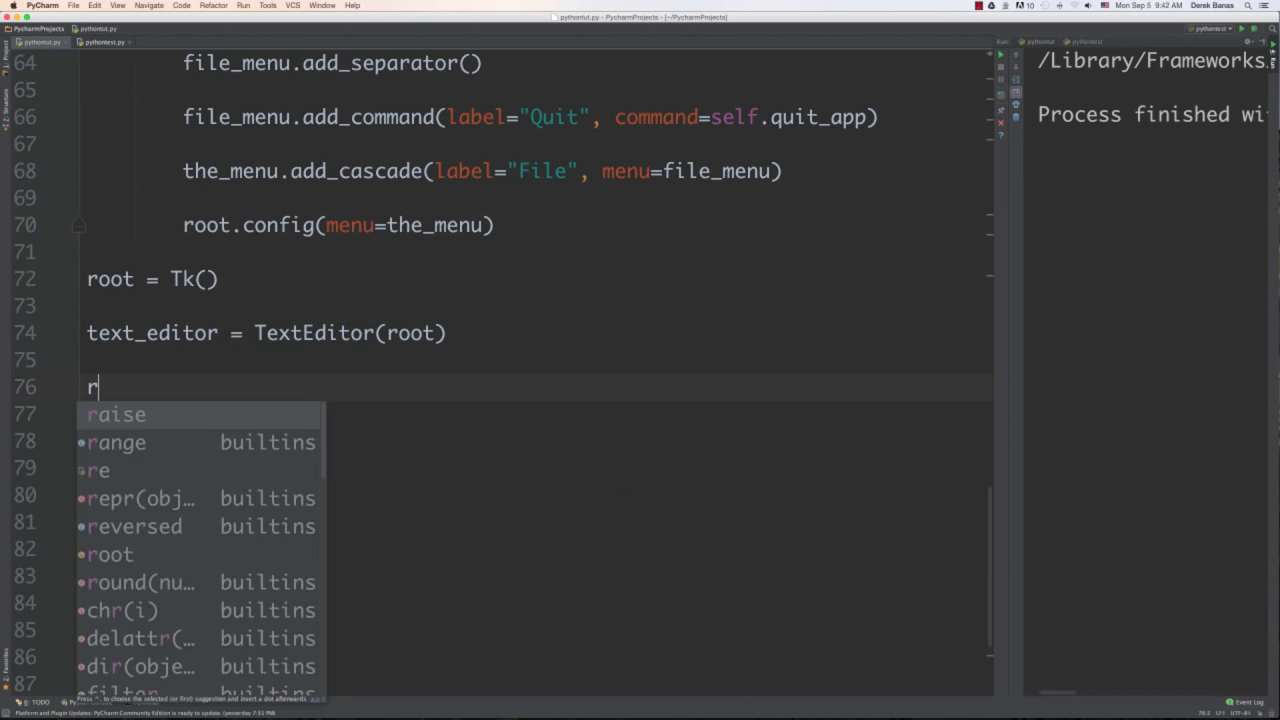 PyCharm File Edit View Navigate Code Refactor Run Tools VCS Window Help
10 Mon Sep 5 9:42 AM Derek Banas
pythontut.py - PycharmProjects - [~/PycharmProjects]
PycharmProjects pythontut.py
pythontest
pythontut.py pythontest.py
Run: pythontut pythontest
1: Project
Z: Structure
2: Favorites
Run
64 file_menu.add_separator()
65
66 file_menu.add_command(label="Quit", command=self.quit_app)
67
68 the_menu.add_cascade(label="File", menu=file_menu)
69
70 root.config(menu=the_menu)
71
72 root = Tk()
73
74 text_editor = TextEditor(root)
75
76 r
77 raise
78 range builtins
79 re
80 repr(obj… builtins
81 reversed builtins
82 root
83 round(nu… builtins
84 chr(i) builtins
85 delattr(… builtins
86 dir(obje… builtins
87 filter builtins
Press ^. to choose the selected (or first) suggestion and insert a dot afterwards >>
/Library/Frameworks
Process finished wi
6: TODO Python Event Log
Platform and Plugin Updates: PyCharm Community Edition is ready to update. (yesterday 7:51 PM)
76:2 LF÷ UTF-8÷